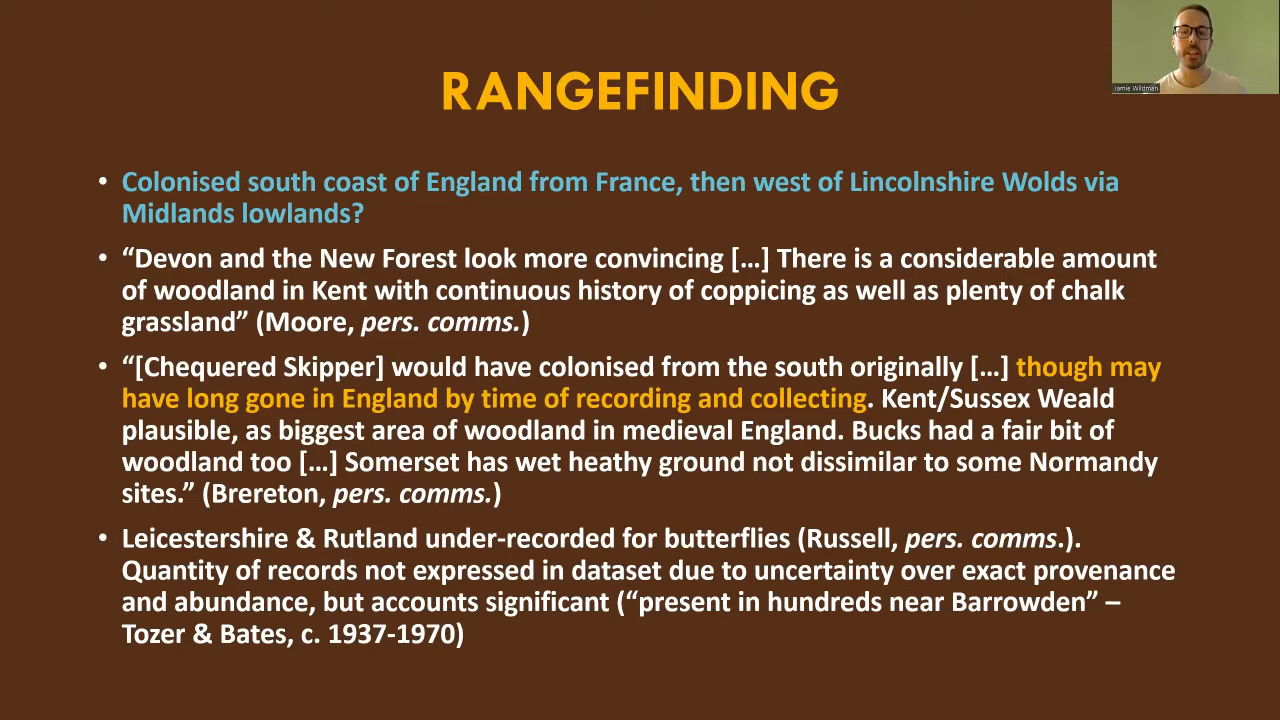 RANGEFINDING
Jamie Wildman
• Colonised south coast of England from France, then west of Lincolnshire Wolds via
Midlands lowlands?
• “Devon and the New Forest look more convincing […] There is a considerable amount
of woodland in Kent with continuous history of coppicing as well as plenty of chalk
grassland” (Moore, pers. comms.)
• “[Chequered Skipper] would have colonised from the south originally […] though may
have long gone in England by time of recording and collecting. Kent/Sussex Weald
plausible, as biggest area of woodland in medieval England. Bucks had a fair bit of
woodland too […] Somerset has wet heathy ground not dissimilar to some Normandy
sites.” (Brereton, pers. comms.)
• Leicestershire & Rutland under-recorded for butterflies (Russell, pers. comms.).
Quantity of records not expressed in dataset due to uncertainty over exact provenance
and abundance, but accounts significant (“present in hundreds near Barrowden” –
Tozer & Bates, c. 1937-1970)